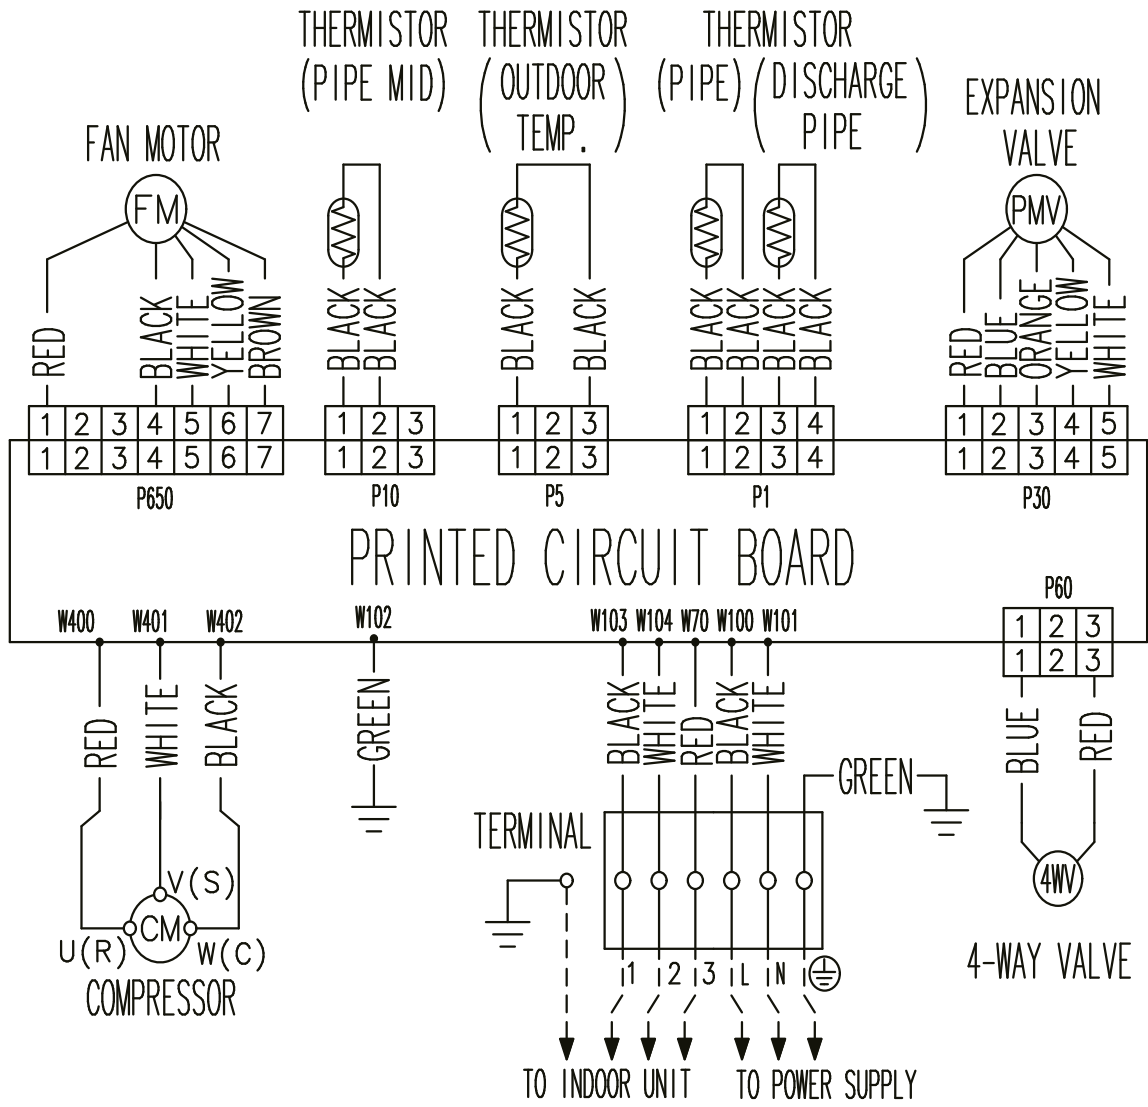 THERMISTOR
(PIPE MID)
THERMISTOR
(OUTDOOR
TEMP.)
THERMISTOR
(PIPE)
(DISCHARGE
PIPE)
EXPANSION
VALVE
FAN MOTOR
FM
PMV
RED
BLACK
WHITE
YELLOW
BROWN
BLACK
BLACK
BLACK
BLACK
BLACK
BLACK
BLACK
BLACK
RED
BLUE
ORANGE
YELLOW
WHITE
1 2 3 4 5 6 7
1 2 3 4 5 6 7
P650
1 2 3
1 2 3
P10
1 2 3
1 2 3
P5
1 2 3 4
1 2 3 4
P1
1 2 3 4 5
1 2 3 4 5
P30
PRINTED CIRCUIT BOARD
W400 W401 W402
W102
W103 W104 W70 W100 W101
P60
1 2 3
1 2 3
RED
WHITE
BLACK
GREEN
BLACK
WHITE
RED
BLACK
WHITE
GREEN
BLUE
RED
TERMINAL
4WV
4-WAY VALVE
V(S)
CM
U(R)
W(C)
COMPRESSOR
1 2 3 L N
TO INDOOR UNIT
TO POWER SUPPLY